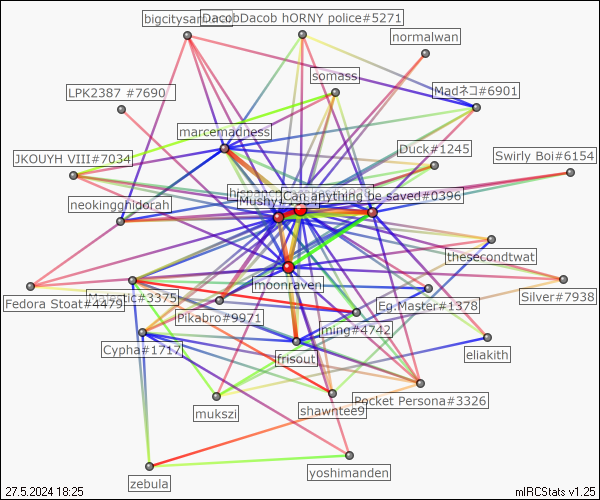 bigcitysar
DacobDacob hORNY police#5271
normalwan
somass
LPK2387 #7690
Madネコ#6901
marcemadness
Duck#1245
Swirly Boi#6154
JKOUYH VIII#7034
Can anything be saved#0396
neokingghidorah
thesecondtwat
moonraven
Fedora Stoat#4479
#3375
Silver#7938
Eg.Master#1378
Pikabro#9971
ming#4742
Cypha#1717
eliakith
frisout
Pocket Persona#3326
mukszi
shawntee9
yoshimanden
zebula
27.5.2024 18:25
mIRCStats v1.25